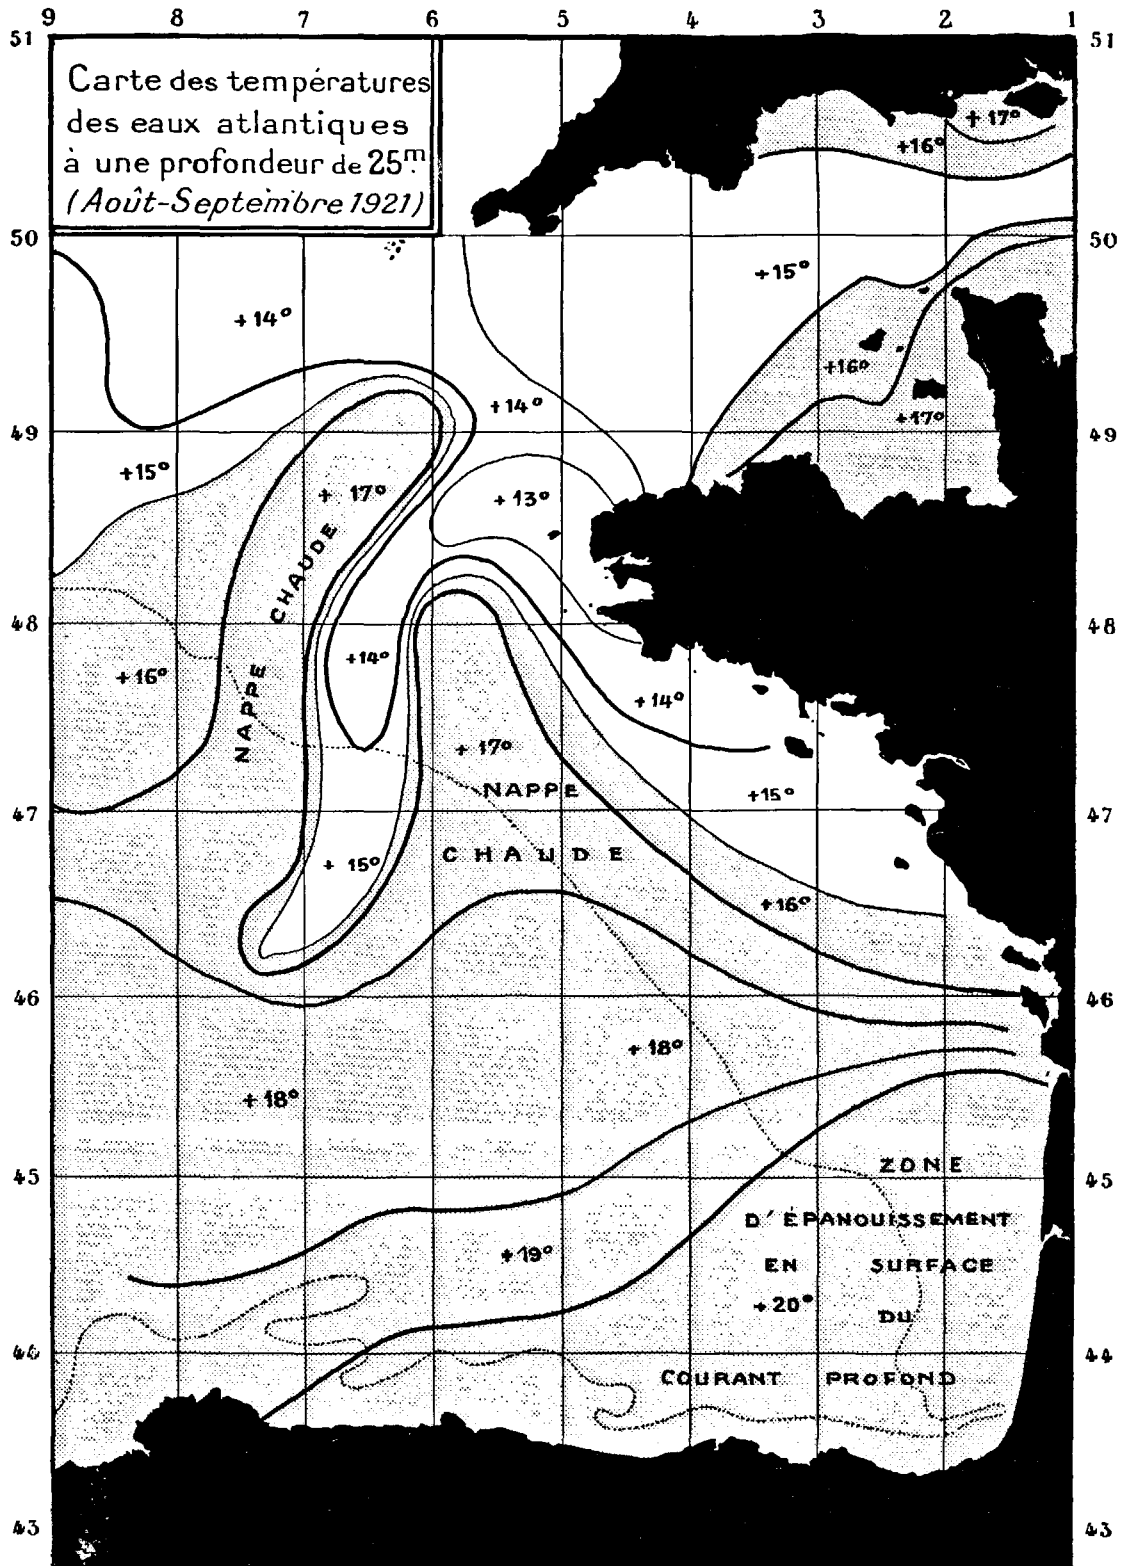 9 8 7 6 5 4 3 2 1
51 51
Carte des températures
des eaux atlantiques
à une profondeur de 25m.
(Août-Septembre 1921)
+17°
+16°
50 50
+15°
+14°
+16°
+14°
+17°
49 49
+15°
+17°
+13°
NAPPE CHAUDE
48 48
+14°
+16°
+14°
+17°
NAPPE
+15°
47 47
CHAUDE
+15°
+16°
46 46
+18°
+18°
45 45
ZONE
D'ÉPANOUISSEMENT
+19°
EN SURFACE
+20°
DU
44 44
COURANT PROFOND
43 43